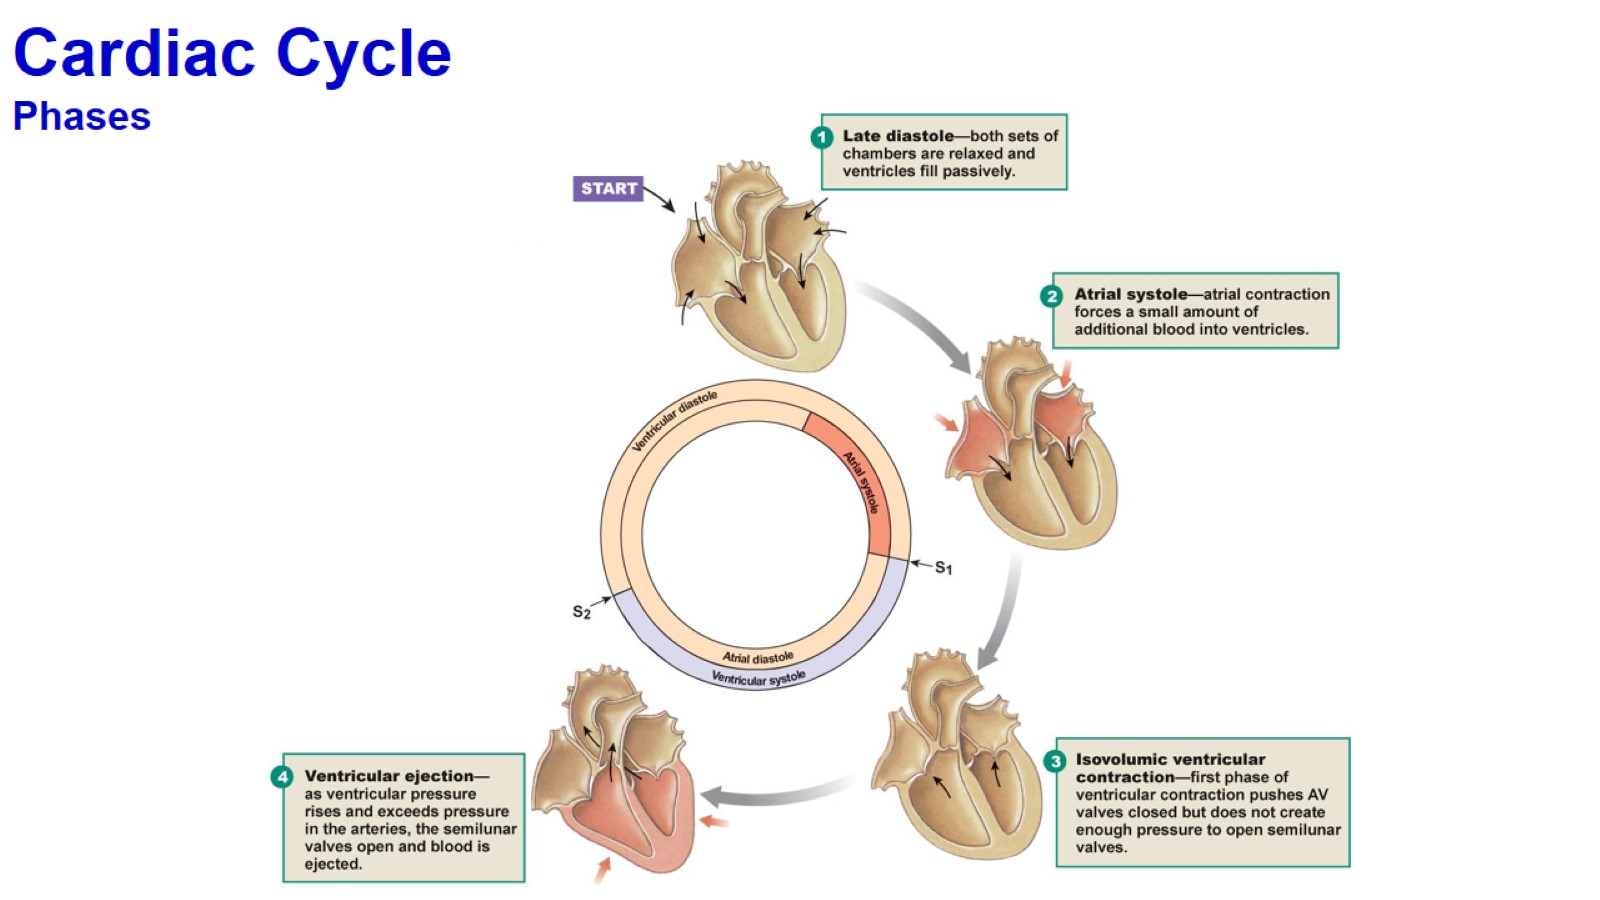 Cardiac Cycle
Phases
START
1 Late diastole—both sets of
chambers are relaxed and
ventricles fill passively.
2 Atrial systole—atrial contraction
forces a small amount of
additional blood into ventricles.
Ventricular diastole
Atrial systole
S1
S2
Atrial diastole
Ventricular systole
3 Isovolumic ventricular
contraction—first phase of
ventricular contraction pushes AV
valves closed but does not create
enough pressure to open semilunar
valves.
4 Ventricular ejection—
as ventricular pressure
rises and exceeds pressure
in the arteries, the semilunar
valves open and blood is
ejected.